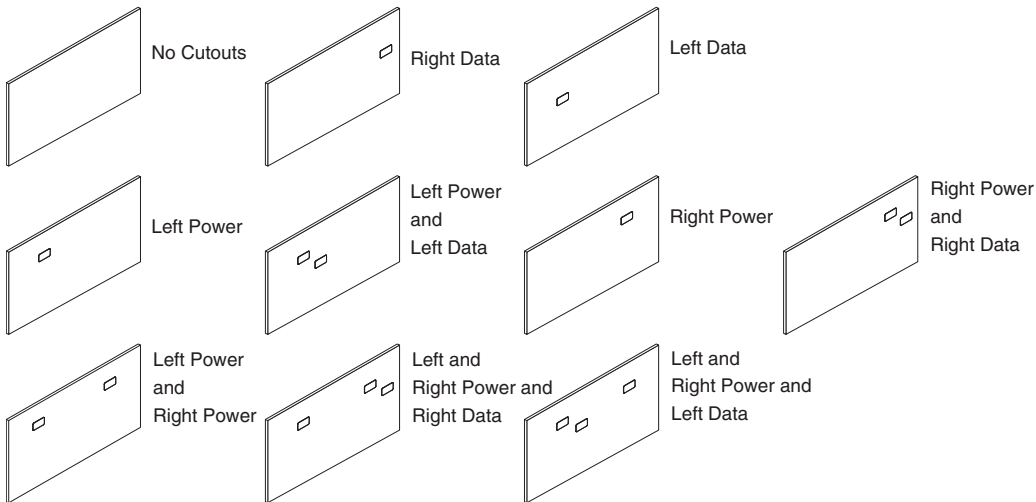 No Cutouts
Right Data
Left Data
Left Power
Left Power
and
Left Data
Right Power
Right Power
and
Right Data
Left Power
and
Right Power
Left and
Right Power and
Right Data
Left and
Right Power and
Left Data